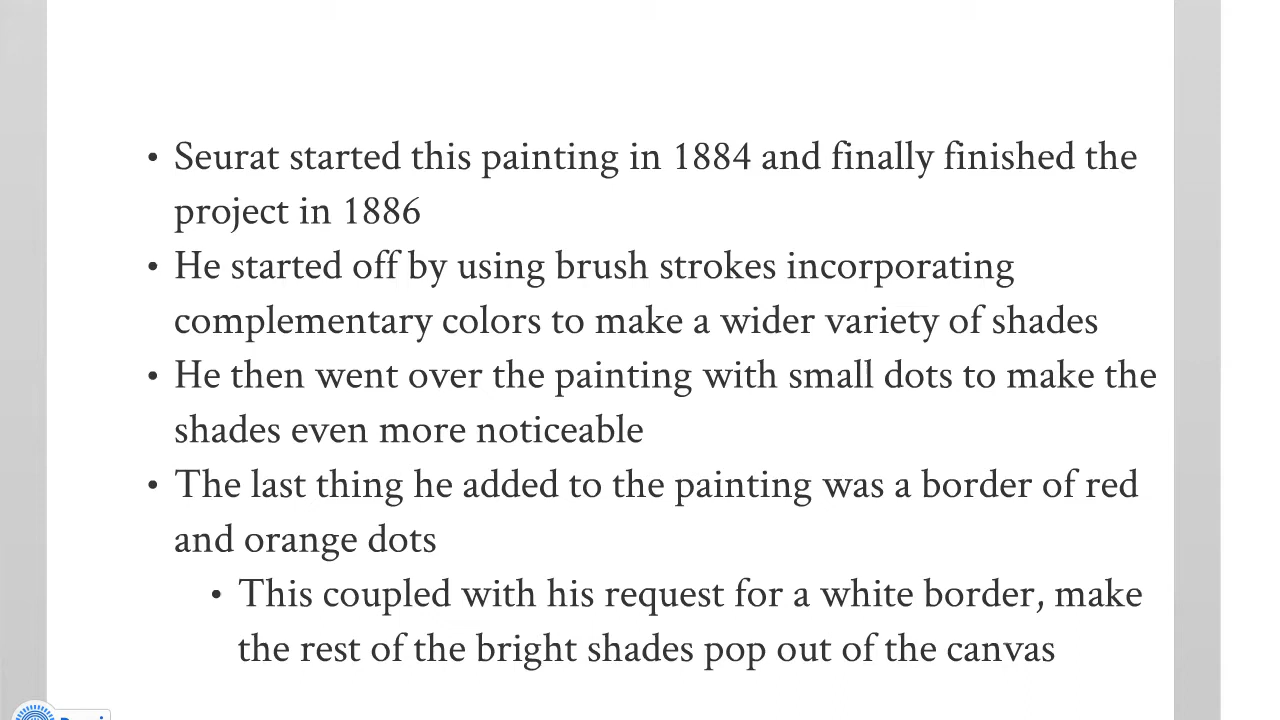 • Seurat started this painting in 1884 and finally finished the
project in 1886
• He started off by using brush strokes incorporating
complementary colors to make a wider variety of shades
• He then went over the painting with small dots to make the
shades even more noticeable
• The last thing he added to the painting was a border of red
and orange dots
• This coupled with his request for a white border, make
the rest of the bright shades pop out of the canvas